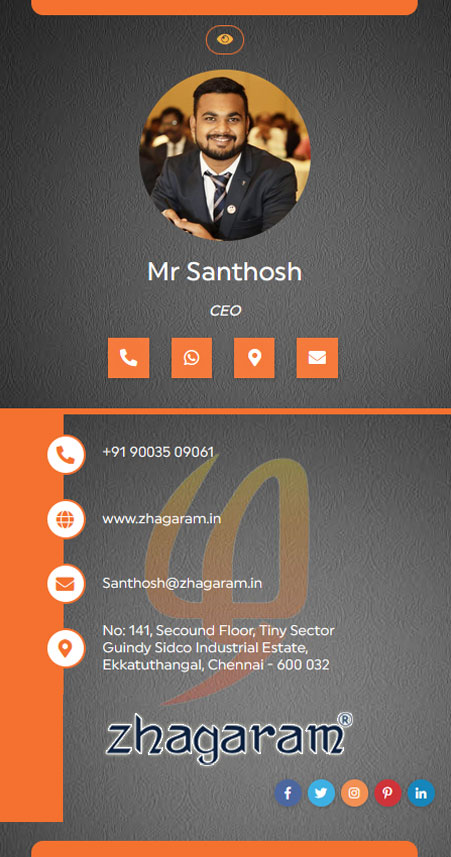 Mr Santhosh
CEO
+91 90035 09061
www.zhagaram.in
Santhosh@zhagaram.in
No: 141, Secound Floor, Tiny Sector
Guindy Sidco Industrial Estate,
Ekkatuthangal, Chennai - 600 032
zhagaram®